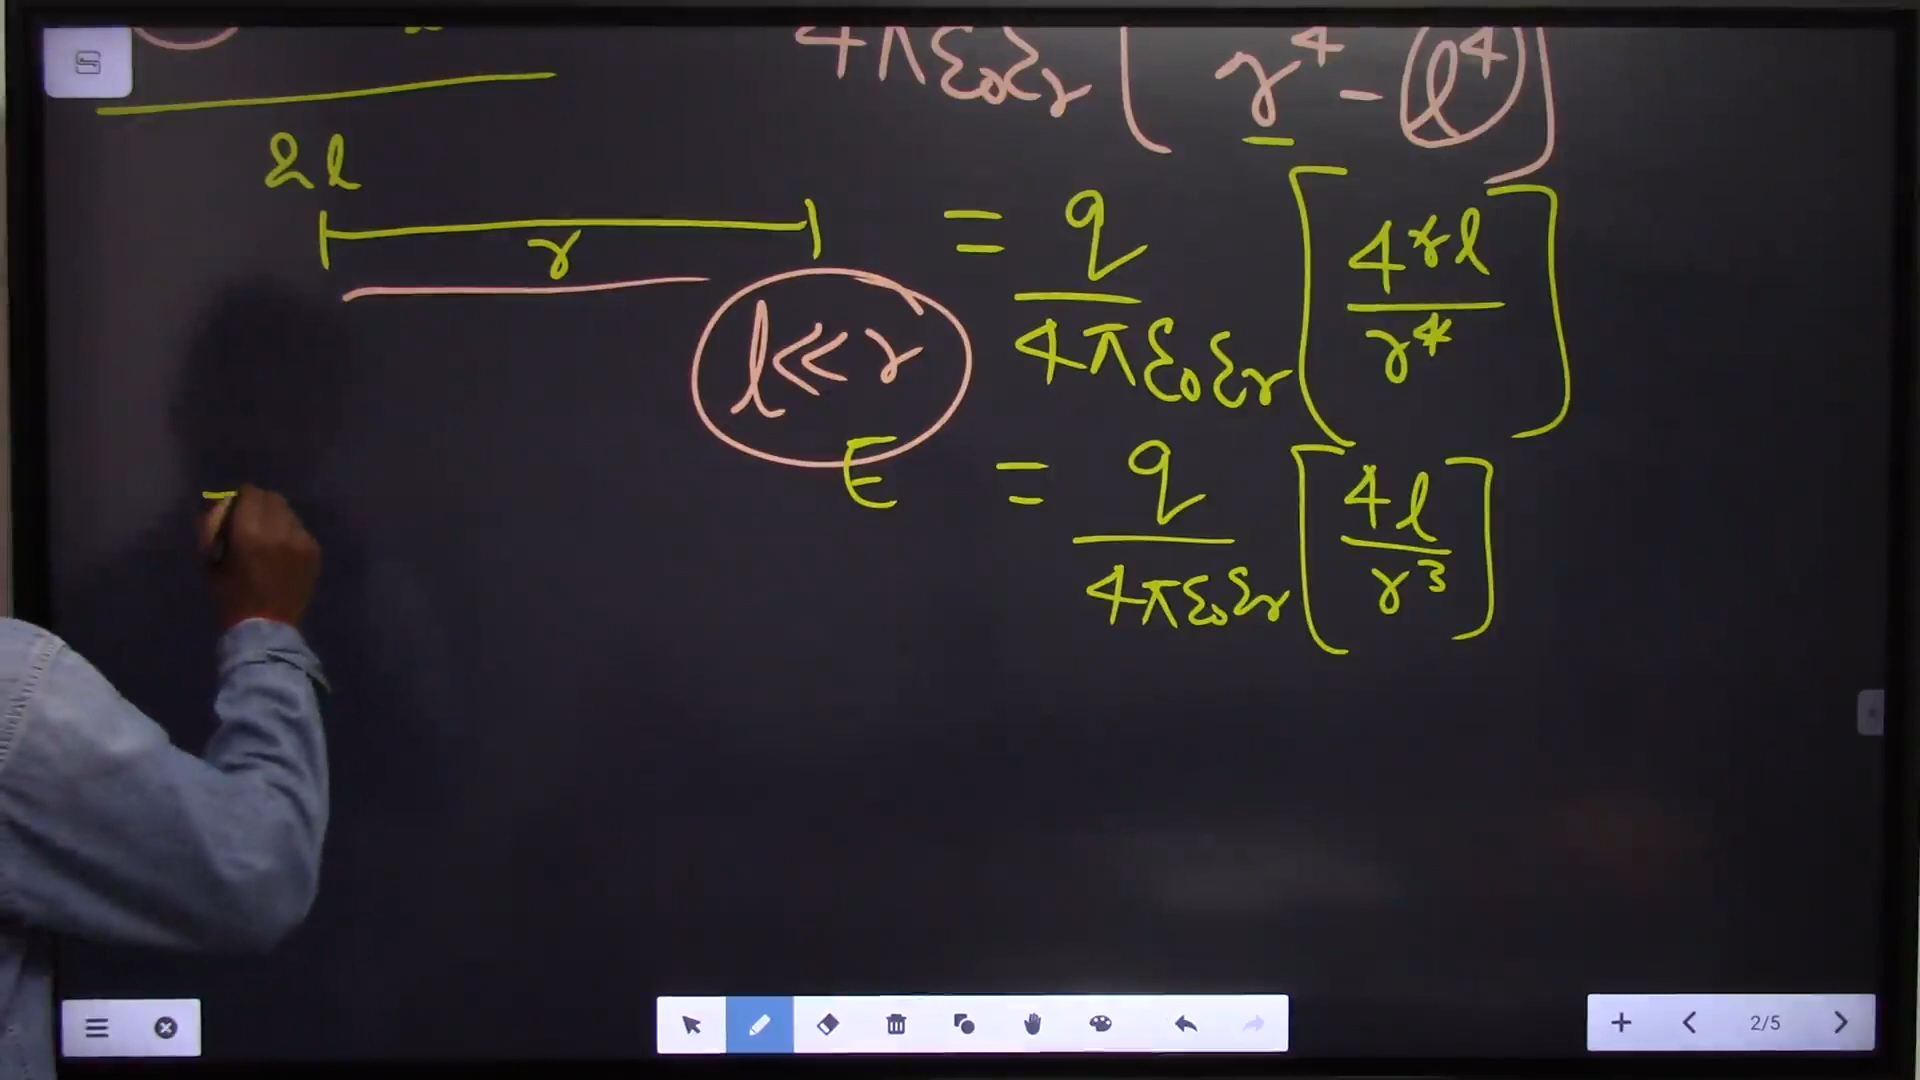 4πε₀εr [ r⁴ - l⁴ ]
2l
r
= q / 4πε₀εr [ 4rl / r⁴ ]
l<<r
E = q / 4πε₀εr [ 4l / r³ ]
2/5